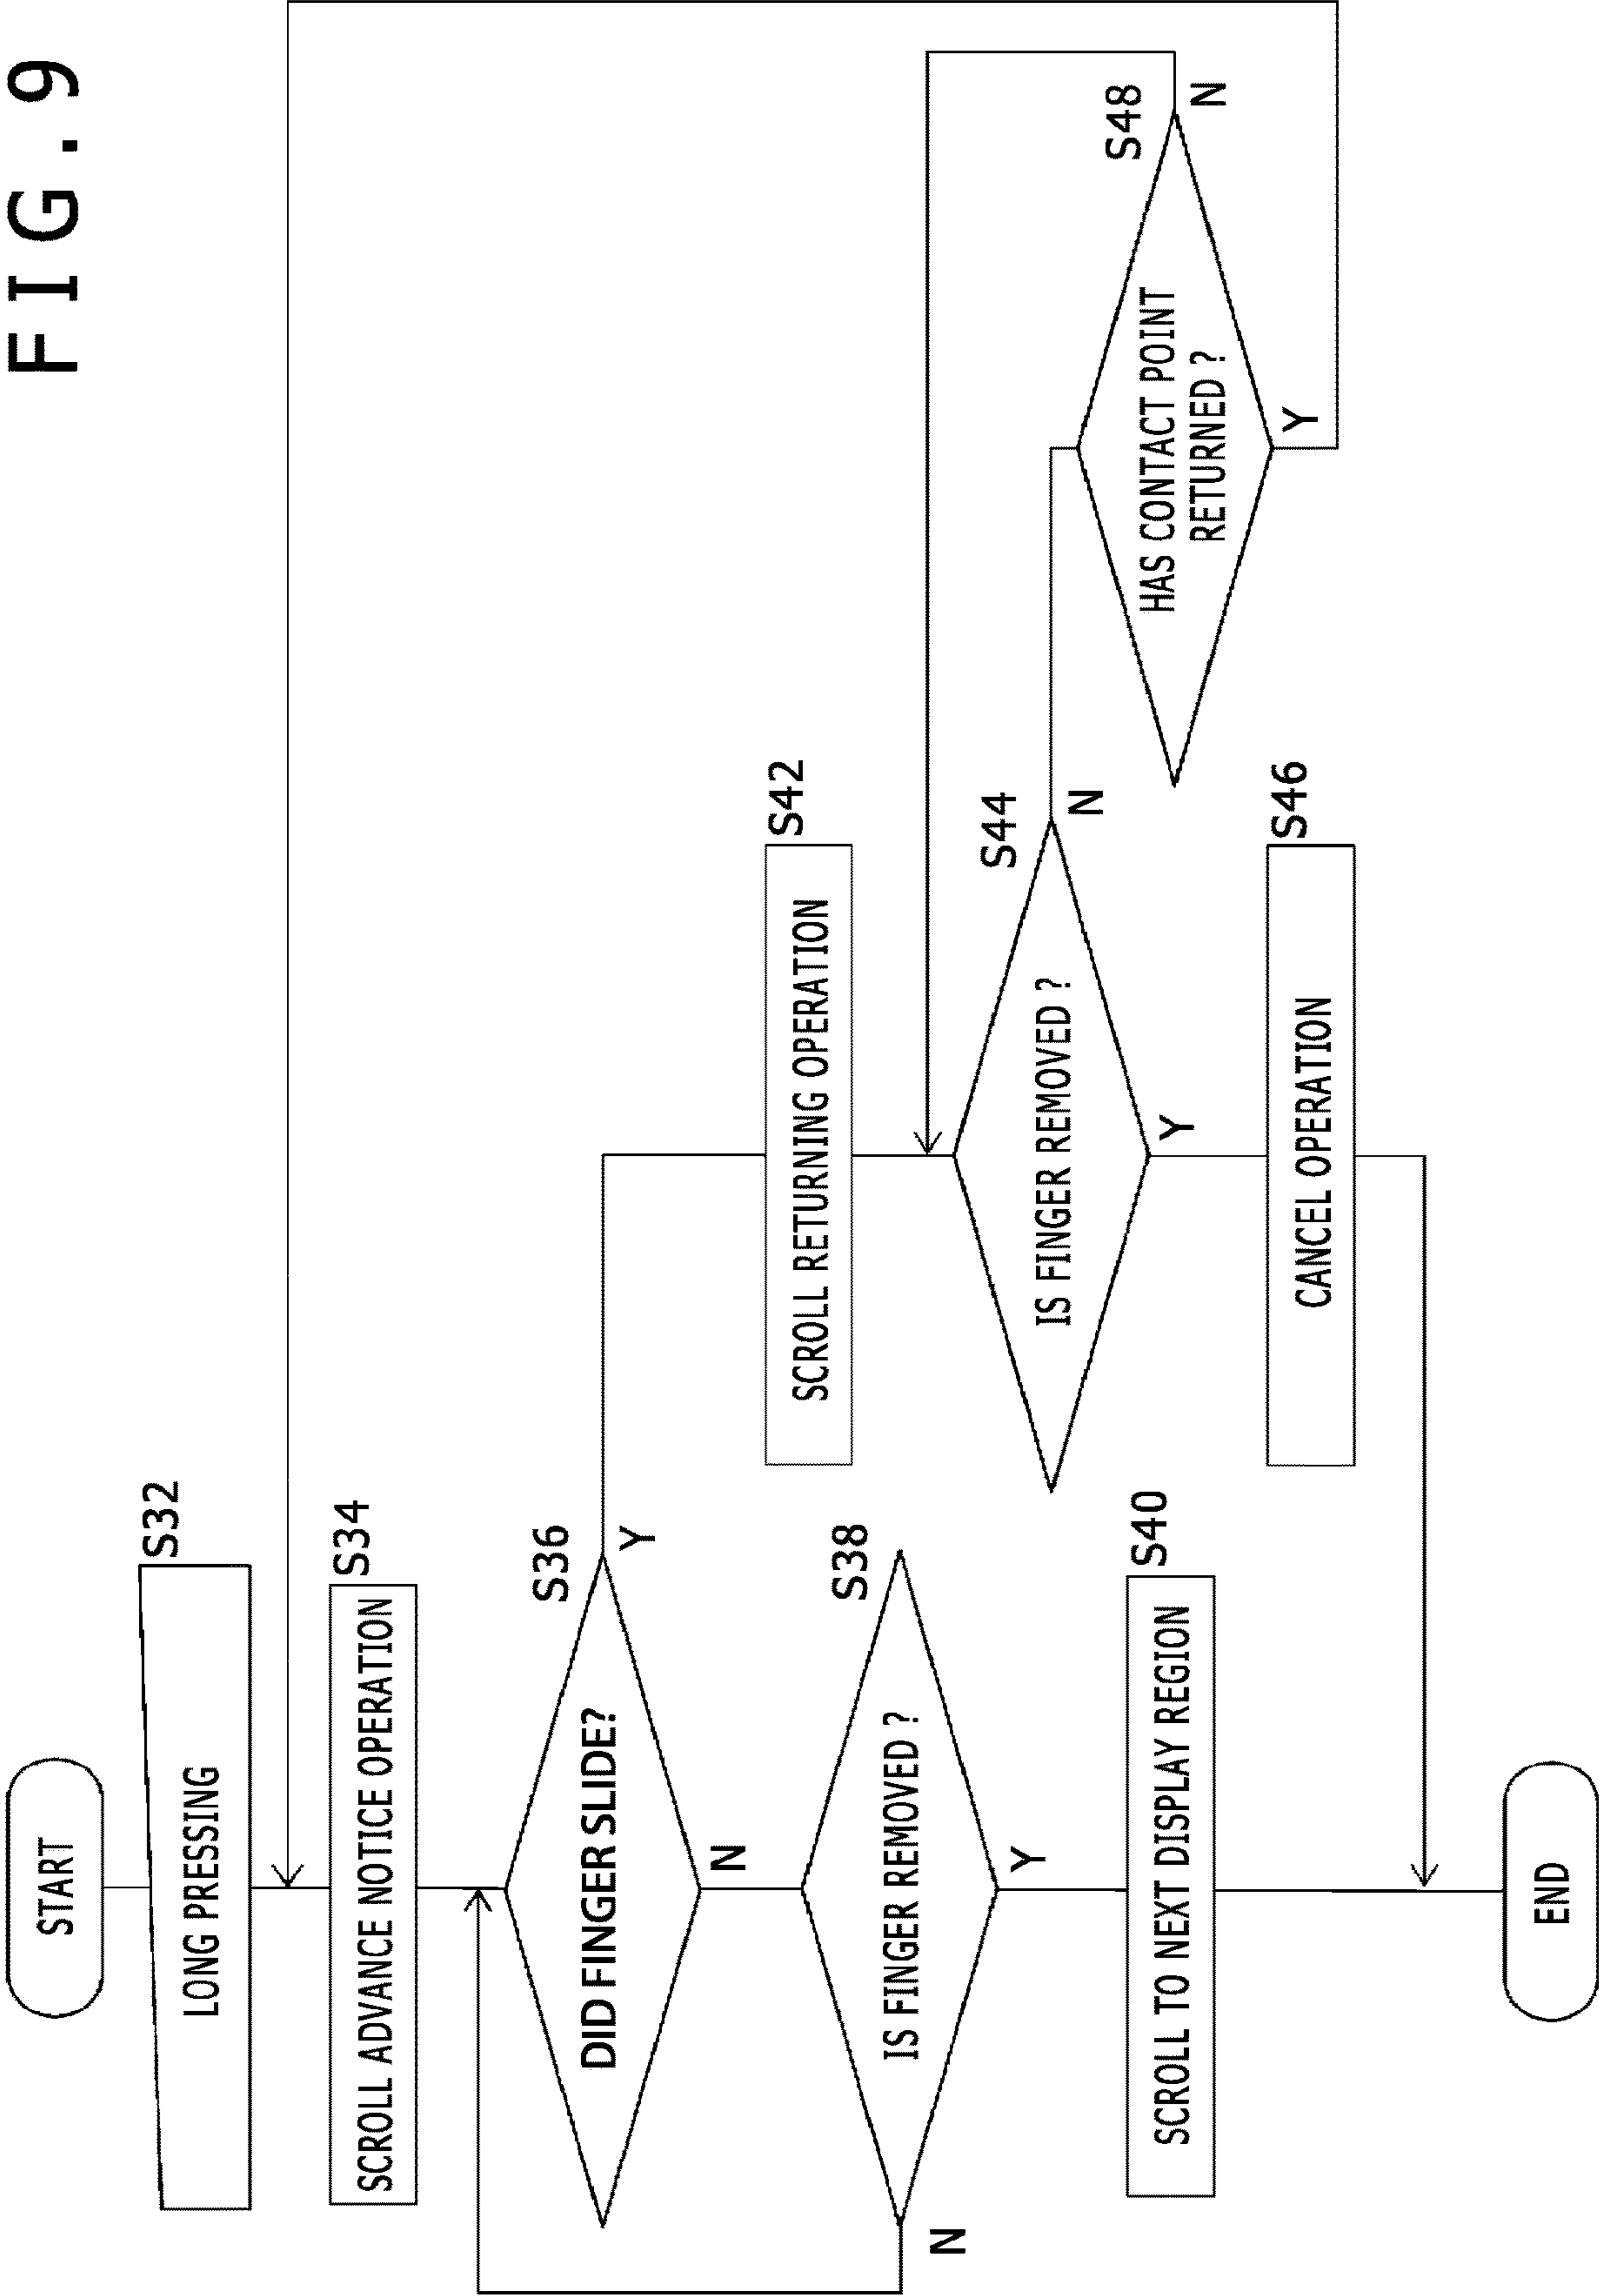 FIG. 9
START
LONG PRESSING
S32
SCROLL ADVANCE NOTICE OPERATION
S34
DID FINGER SLIDE?
S36
Y
N
IS FINGER REMOVED ?
S38
N
Y
SCROLL TO NEXT DISPLAY REGION
S40
SCROLL RETURNING OPERATION
S42
IS FINGER REMOVED ?
S44
N
Y
CANCEL OPERATION
S46
HAS CONTACT POINT
RETURNED ?
S48
N
Y
END